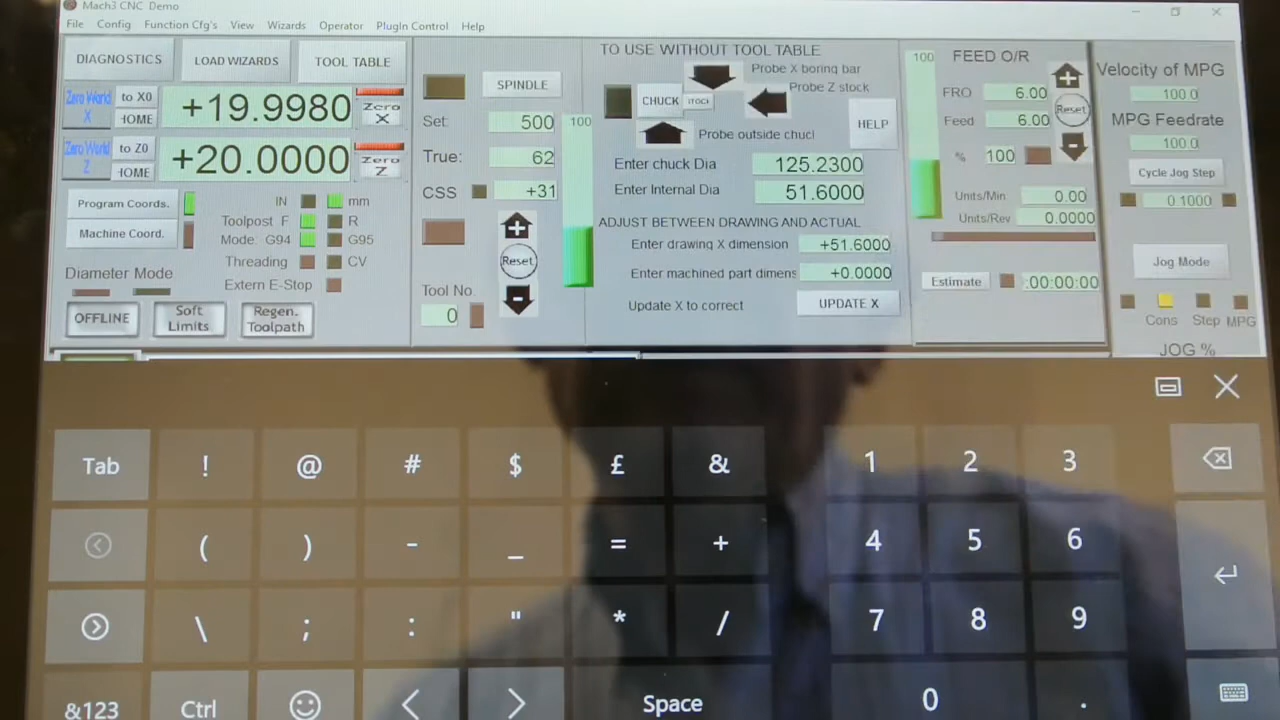 Mach3 CNC Demo
File Config Function Cfg's View Wizards Operator PlugIn Control Help
DIAGNOSTICS LOAD WIZARDS TOOL TABLE
Zero World X to X0 HOME +19.9980 Zero X
Zero World Z to Z0 HOME +20.0000 Zero Z
Program Coords.
Machine Coord.
IN mm
Toolpost F R
Mode: G94 G95
Threading CV
Extern E-Stop
Diameter Mode
OFFLINE Soft Limits Regen. Toolpath
SPINDLE
Set: 500 100
True: 62
CSS +31
+
Reset
-
Tool No.
0
TO USE WITHOUT TOOL TABLE
Probe X boring bar
Probe Z stock
CHUCK STOCK
Probe outside chucl
HELP
Enter chuck Dia 125.2300
Enter Internal Dia 51.6000
ADJUST BETWEEN DRAWING AND ACTUAL
Enter drawing X dimension +51.6000
Enter machined part dimens +0.0000
Update X to correct UPDATE X
100 FEED O/R
FRO 6.00 +
Feed 6.00 Reset
% 100 -
Units/Min 0.00
Units/Rev 0.0000
Estimate :00:00:00
Velocity of MPG
100.0
MPG Feedrate
100.0
Cycle Jog Step
0.1000
Jog Mode
Cons Step MPG
JOG %
Tab ! @ # $ £ & 1 2 3
( ) - _ = + 4 5 6
\ ; : " * / 7 8 9
&123 Ctrl Space 0 .